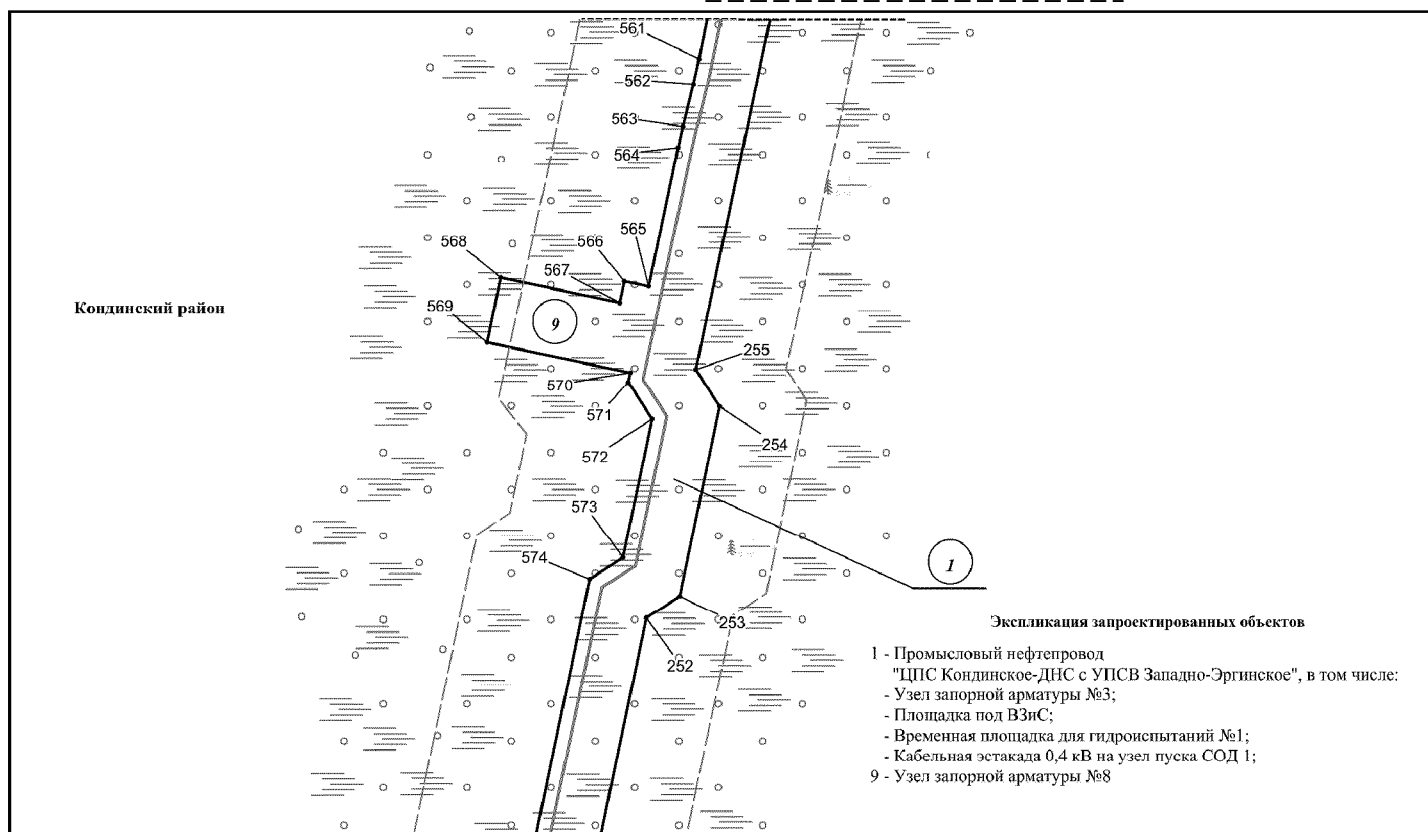 561
562
563
564
565
566
567
568
569
Кондинский район
9
255
570
571
254
572
573
574
1
253
252
Экспликация запроектированных объектов
1 - Промысловый нефтепровод
"ЦПС Кондинское-ДНС с УПСВ Западно-Эргинское", в том числе:
- Узел запорной арматуры №3;
- Площадка под ВЗиС;
- Временная площадка для гидроиспытаний №1;
- Кабельная эстакада 0,4 кВ на узел пуска СОД 1;
9 - Узел запорной арматуры №8